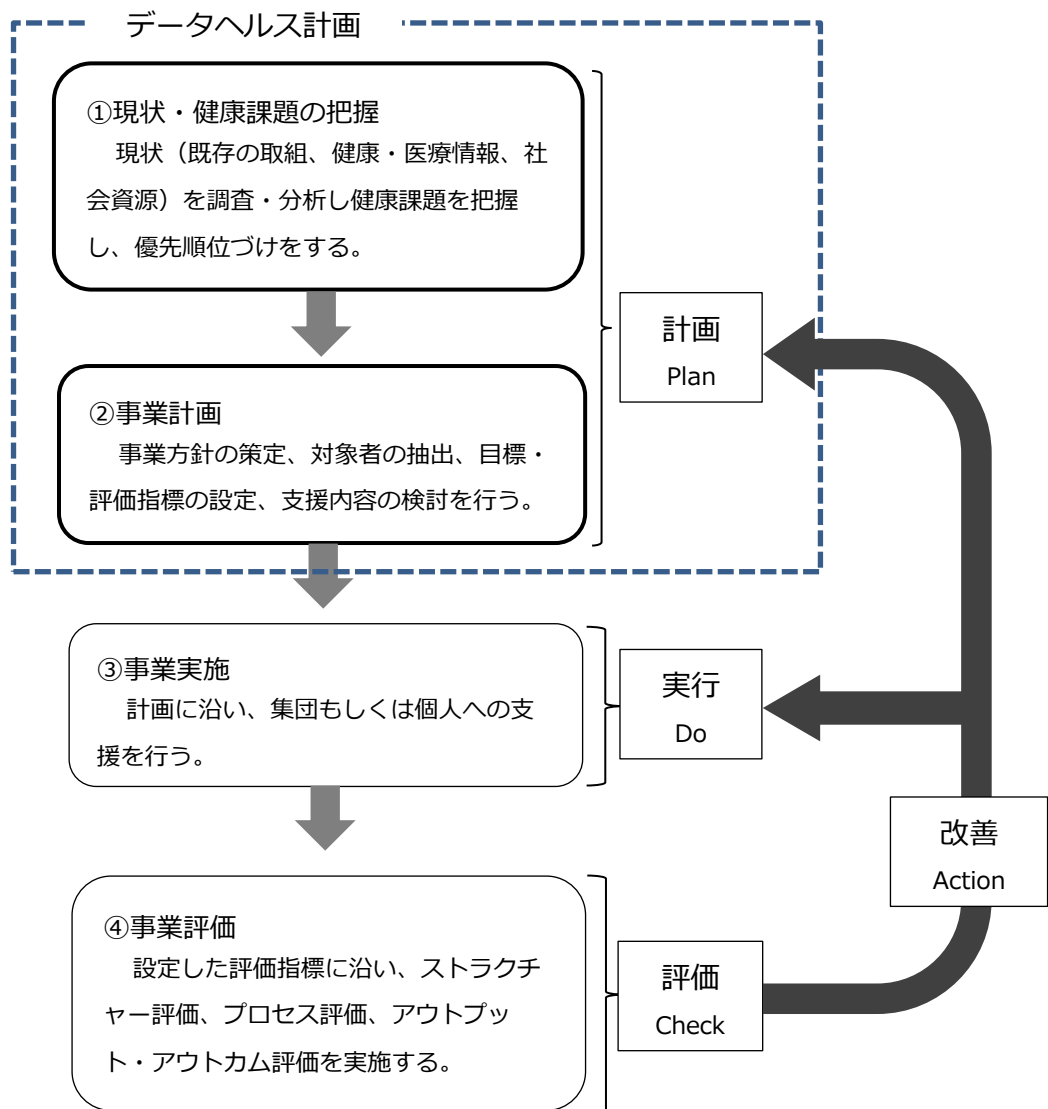 データヘルス計画
①現状・健康課題の把握
現状（既存の取組、健康・医療情報、社
会資源）を調査・分析し健康課題を把握
し、優先順位づけをする。
計画
Plan
②事業計画
事業方針の策定、対象者の抽出、目標・
評価指標の設定、支援内容の検討を行う。
③事業実施
計画に沿い、集団もしくは個人への支
援を行う。
実行
Do
改善
Action
④事業評価
設定した評価指標に沿い、ストラクチ
ャー評価、プロセス評価、アウトプッ
ト・アウトカム評価を実施する。
評価
Check